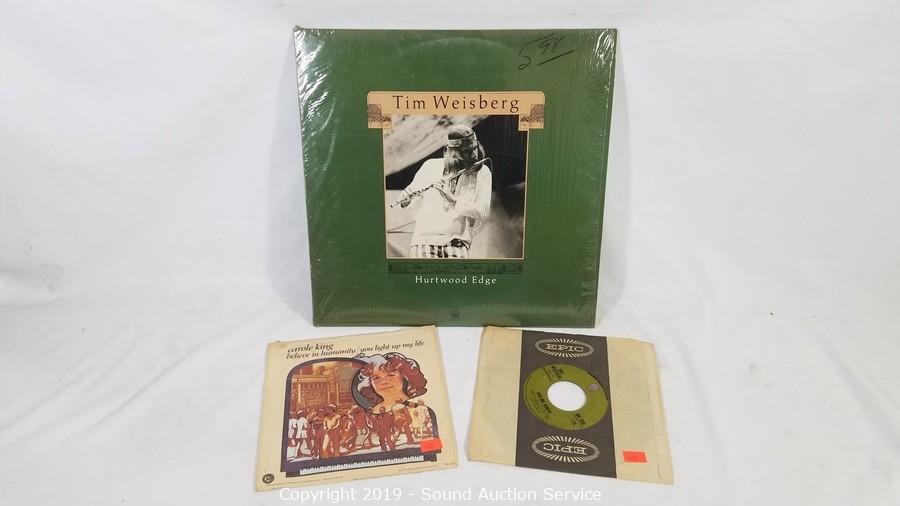 5.98
Tim Weisberg
Hurtwood Edge
carole king
believe in humanity/you light up my life
EPIC
EPIC
Copyright 2019 - Sound Auction Service